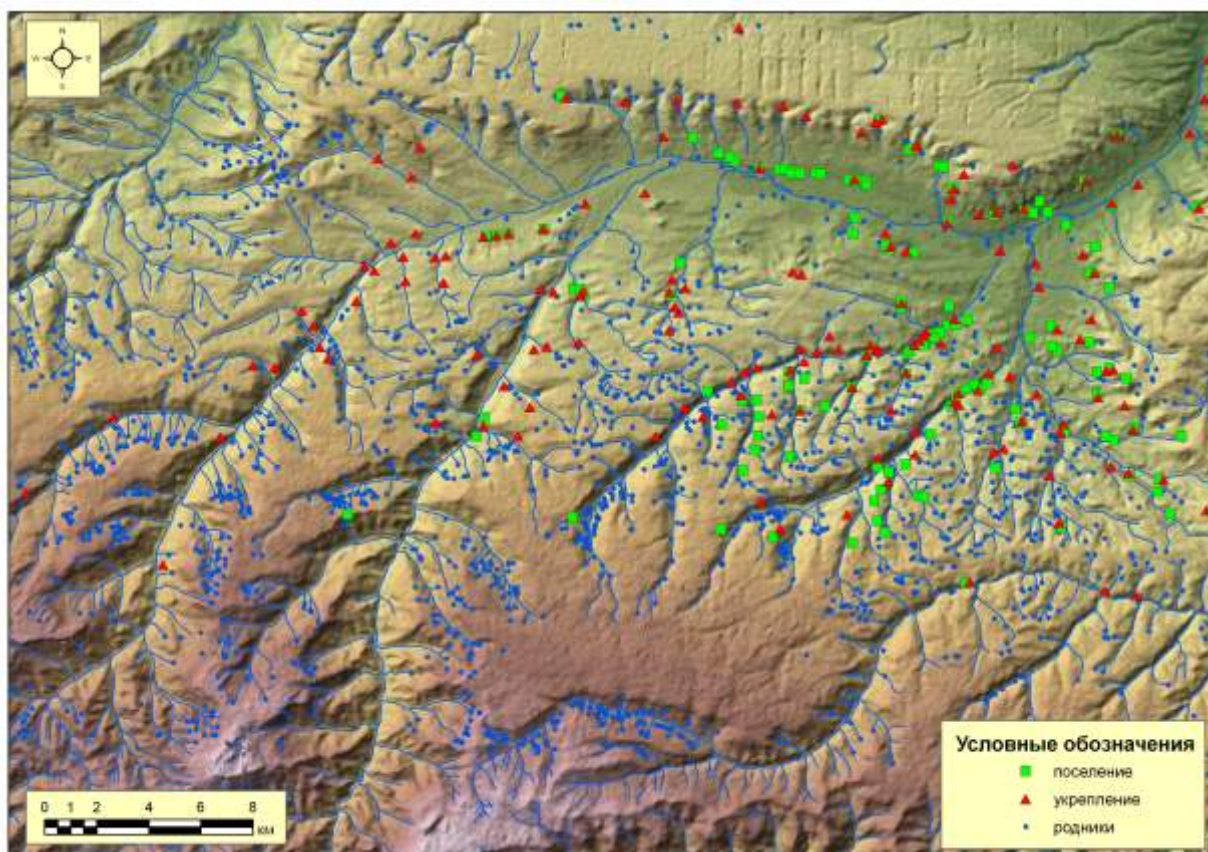 N
W E
S
0 1 2 4 6 8
км
Условные обозначения
поселение
укрепление
родники